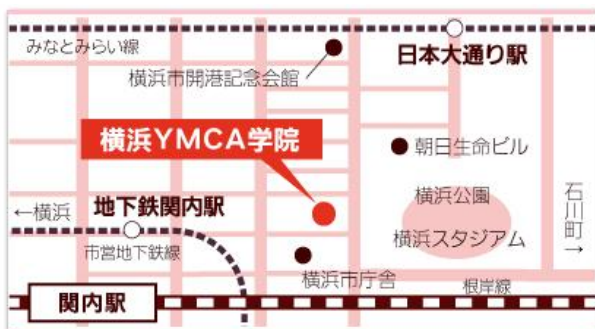 みなとみらい線
日本大通り駅
横浜市開港記念会館
横浜YMCA学院
朝日生命ビル
横浜公園
石川町→
←横浜
地下鉄関内駅
横浜スタジアム
市営地下鉄線
横浜市庁舎
根岸線
関内駅